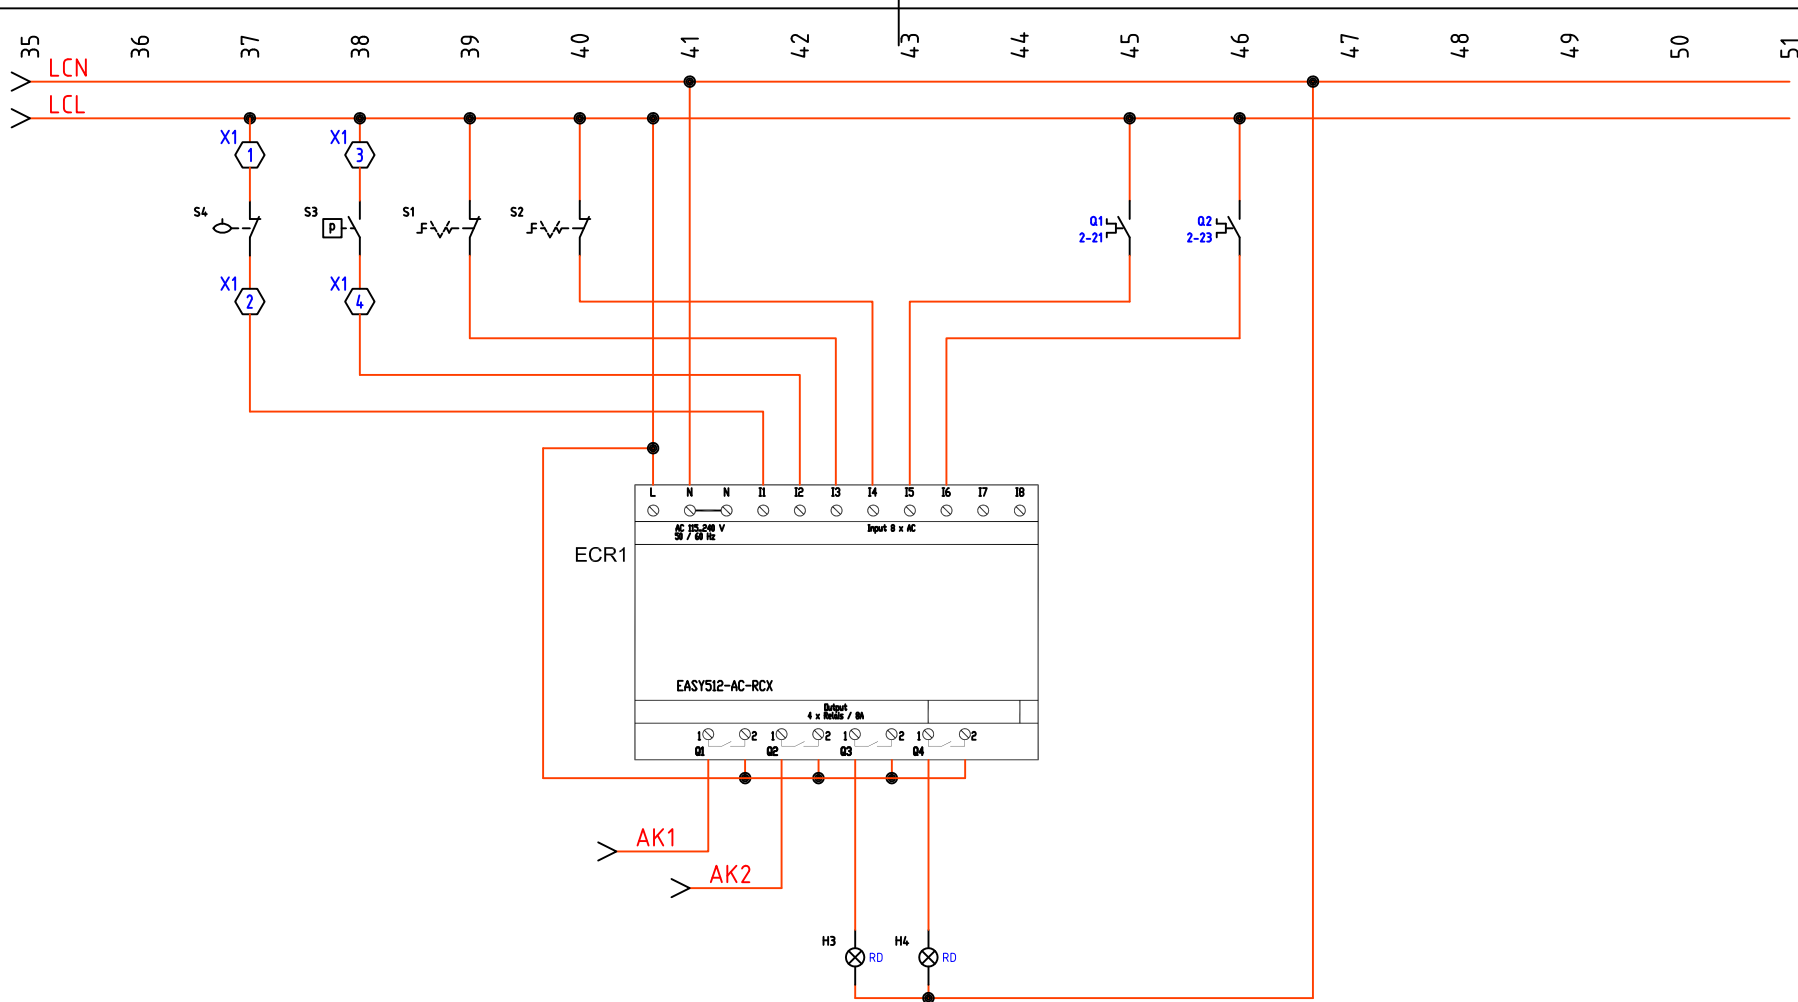 35 36 37 38 39 40 41 42 43 44 45 46 47 48 49 50 51
LCN
LCL
X1 1
X1 3
S4
S3 P
S1
S2
Q1
2-21
Q2
2-23
X1 2
X1 4
L N N I1 I2 I3 I4 I5 I6 I7 I8
AC 115..240 V
50 / 60 Hz
Input 8 x AC
ECR1
EASY512-AC-RCX
Output
4 x Relais / 8A
1 2 1 2 1 2 1 2
Q1 Q2 Q3 Q4
AK1
AK2
H3 RD
H4 RD